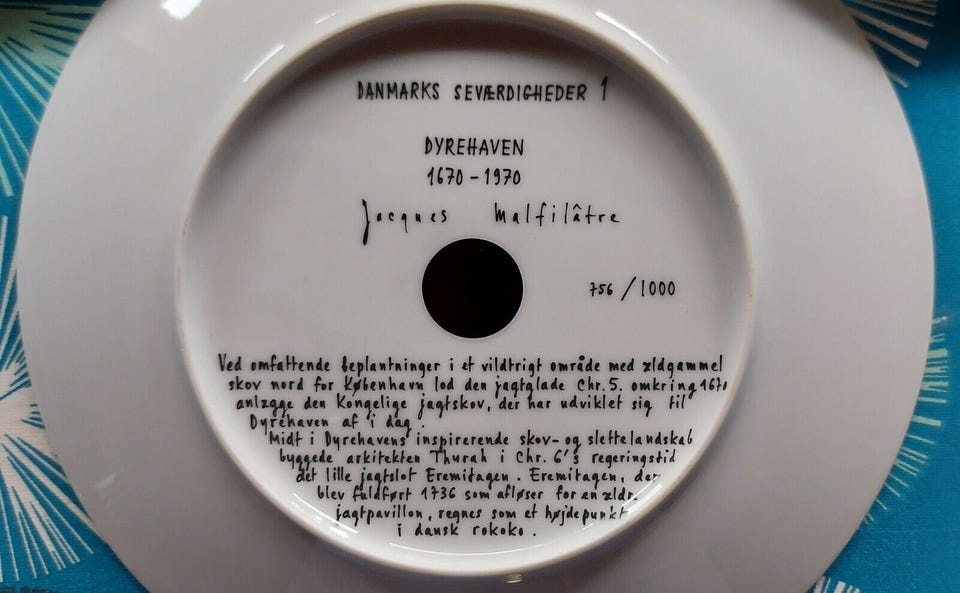 DANMARKS SEVÆRDIGHEDER 1
DYREHAVEN
1670-1970
Jacques Malfilâtre
756/1000
Ved omfattende beplantninger i et vildtrigt område med ældgammel
skov nord for København lod den jagtglade Chr. 5. omkring 1670
anlægge den Kongelige jagtskov, der har udviklet sig til
Dyrehaven af i dag.
Midt i Dyrehavens inspirerende skov- og slettelandskab
byggede arkitekten Thurah i Chr. 6's regeringstid
det lille jagtslot Eremitagen. Eremitagen, der
blev fuldført 1736 som afløser for en
jagtpavillon, regnes som et højdepunkt
i dansk rokoko.